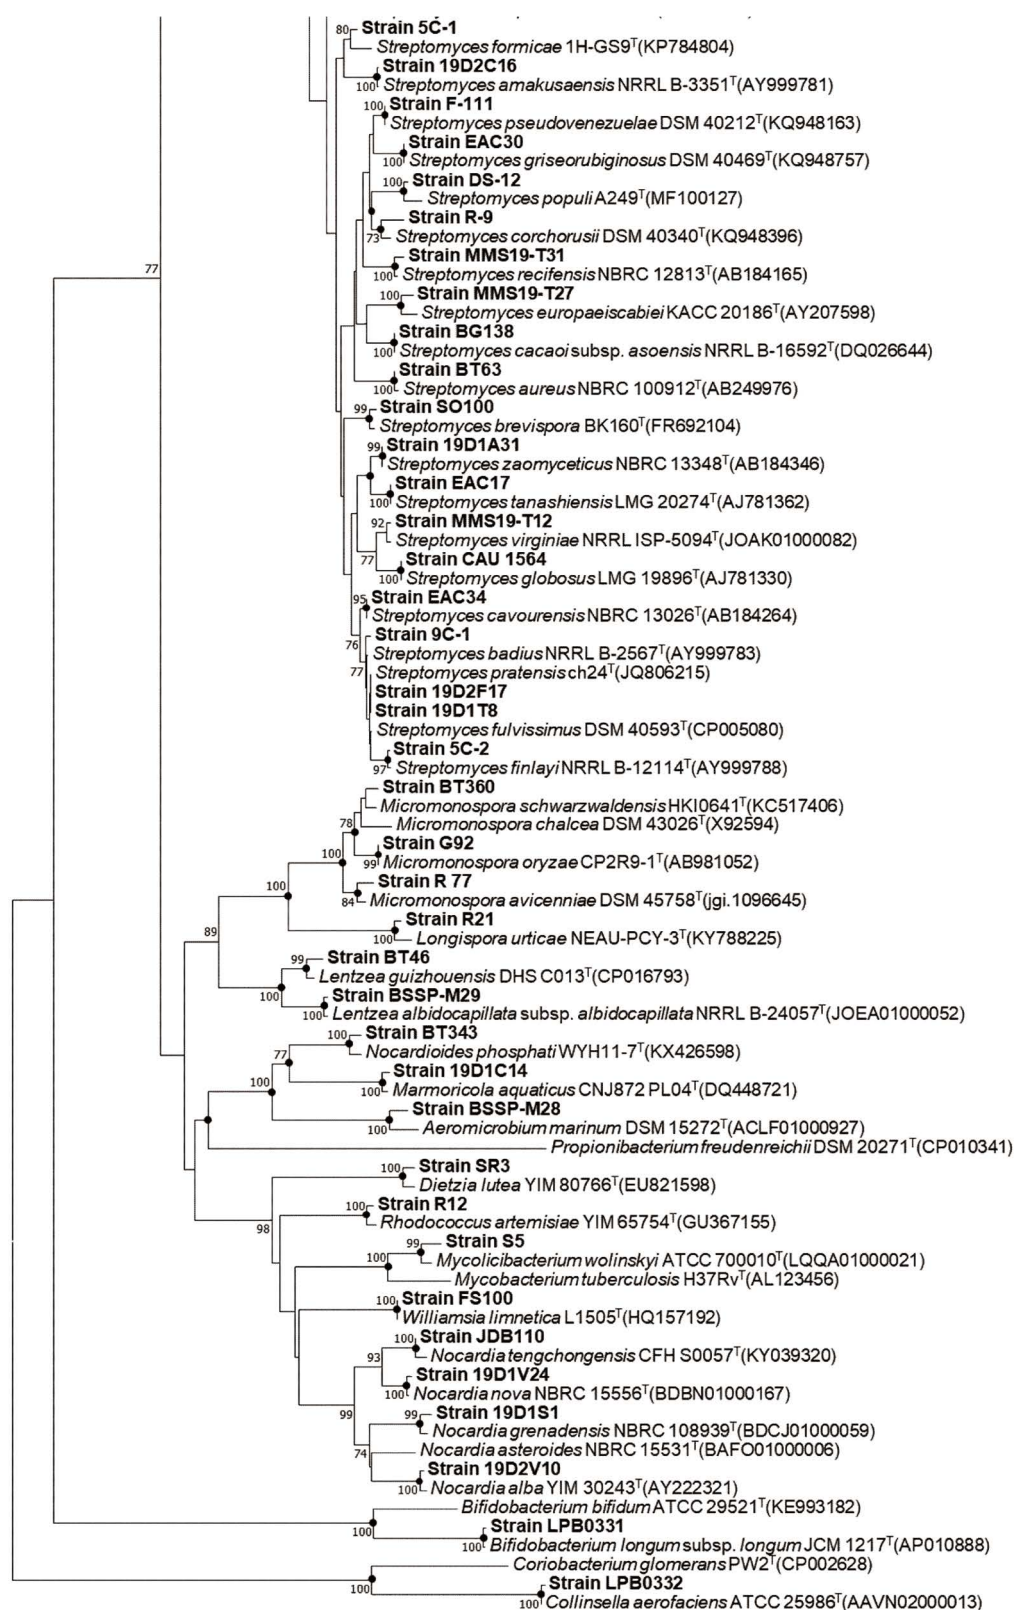 80 Strain 5C-1
Streptomyces formicae 1H-GS9T(KP784804)
Strain 19D2C16
100 Streptomyces amakusaensis NRRL B-3351T(AY999781)
100 Strain F-111
Streptomyces pseudovenezuelae DSM 40212T(KQ948163)
Strain EAC30
100 Streptomyces griseorubiginosus DSM 40469T(KQ948757)
100 Strain DS-12
Streptomyces populi A249T(MF100127)
Strain R-9
73 Streptomyces corchorusii DSM 40340T(KQ948396)
Strain MMS19-T31
100 Streptomyces recifensis NBRC 12813T(AB184165)
77
100 Strain MMS19-T27
Streptomyces europaeiscabiei KACC 20186T(AY207598)
Strain BG138
100 Streptomyces cacaoi subsp. asoensis NRRL B-16592T(DQ026644)
Strain BT63
100 Streptomyces aureus NBRC 100912T(AB249976)
99 Strain SO100
Streptomyces brevispora BK160T(FR692104)
99 Strain 19D1A31
Streptomyces zaomyceticus NBRC 13348T(AB184346)
Strain EAC17
100 Streptomyces tanashiensis LMG 20274T(AJ781362)
92 Strain MMS19-T12
Streptomyces virginiae NRRL ISP-5094T(JOAK01000082)
77 Strain CAU 1564
100 Streptomyces globosus LMG 19896T(AJ781330)
95 Strain EAC34
Streptomyces cavourensis NBRC 13026T(AB184264)
76 Strain 9C-1
Streptomyces badius NRRL B-2567T(AY999783)
77 Streptomyces pratensis ch24T(JQ806215)
Strain 19D2F17
Strain 19D1T8
Streptomyces fulvissimus DSM 40593T(CP005080)
Strain 5C-2
97 Streptomyces finlayi NRRL B-12114T(AY999788)
Strain BT360
Micromonospora schwarzwaldensis HKI0641T(KC517406)
78 Micromonospora chalcea DSM 43026T(X92594)
100 Strain G92
99 Micromonospora oryzae CP2R9-1T(AB981052)
100 Strain R 77
84 Micromonospora avicenniae DSM 45758T(jgi.1096645)
Strain R21
89 100 Longispora urticae NEAU-PCY-3T(KY788225)
99 Strain BT46
Lentzea guizhouensis DHS C013T(CP016793)
100 Strain BSSP-M29
100 Lentzea albidocapillata subsp. albidocapillata NRRL B-24057T(JOEA01000052)
100 Strain BT343
77 Nocardioides phosphati WYH11-7T(KX426598)
Strain 19D1C14
100 100 Marmoricola aquaticus CNJ872 PL04T(DQ448721)
Strain BSSP-M28
100 Aeromicrobium marinum DSM 15272T(ACLF01000927)
Propionibacterium freudenreichii DSM 20271T(CP010341)
100 Strain SR3
Dietzia lutea YIM 80766T(EU821598)
100 Strain R12
98 Rhodococcus artemisiae YIM 65754T(GU367155)
99 Strain S5
100 Mycolicibacterium wolinskyi ATCC 700010T(LQQA01000021)
Mycobacterium tuberculosis H37RvT(AL123456)
100 Strain FS100
Williamsia limnetica L1505T(HQ157192)
100 Strain JDB110
93 Nocardia tengchongensis CFH S0057T(KY039320)
Strain 19D1V24
100 Nocardia nova NBRC 15556T(BDBN01000167)
99 99 Strain 19D1S1
Nocardia grenadensis NBRC 108939T(BDCJ01000059)
74 Nocardia asteroides NBRC 15531T(BAFO01000006)
Strain 19D2V10
100 Nocardia alba YIM 30243T(AY222321)
Bifidobacterium bifidum ATCC 29521T(KE993182)
100 Strain LPB0331
100 Bifidobacterium longum subsp. longum JCM 1217T(AP010888)
Coriobacterium glomerans PW2T(CP002628)
100 Strain LPB0332
100 Collinsella aerofaciens ATCC 25986T(AAVN02000013)